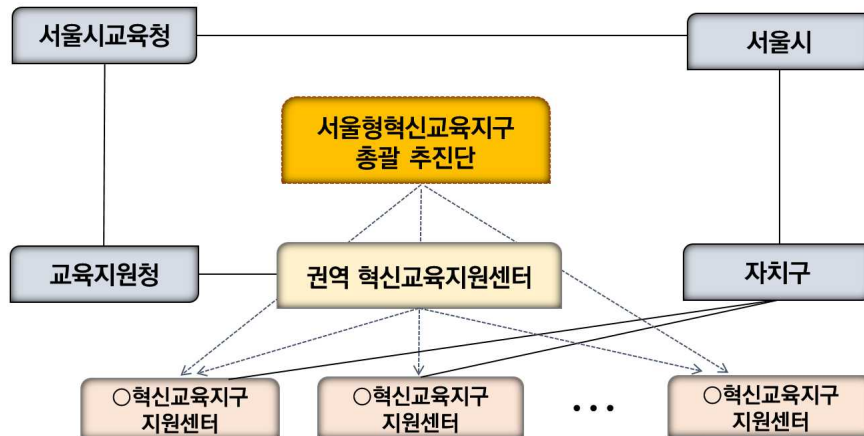 서울시교육청
서울시
서울형혁신교육지구
총괄 추진단
교육지원청
권역 혁신교육지원센터
자치구
○혁신교육지구
지원센터
○혁신교육지구
지원센터
• • •
○혁신교육지구
지원센터